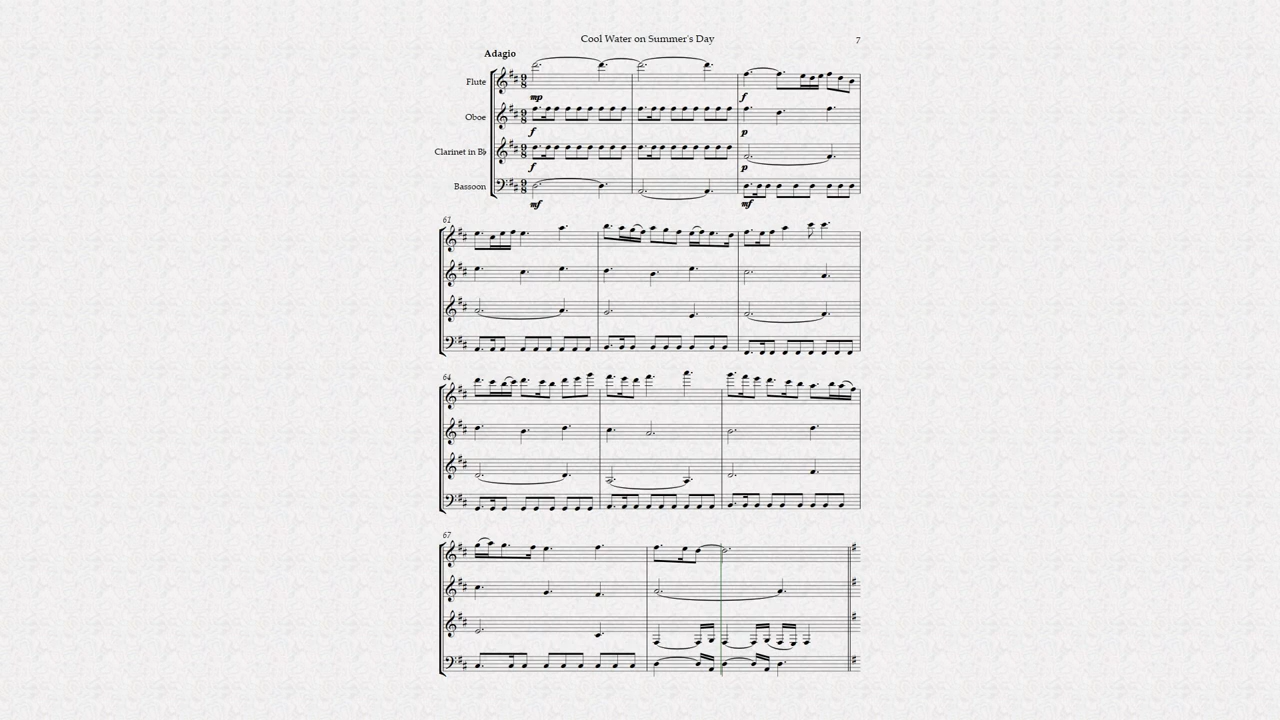 Cool Water on Summer's Day
7
Adagio
Flute
mp
f
Oboe
f
p
Clarinet in B♭
f
p
Bassoon
mf
mf
61
64
67